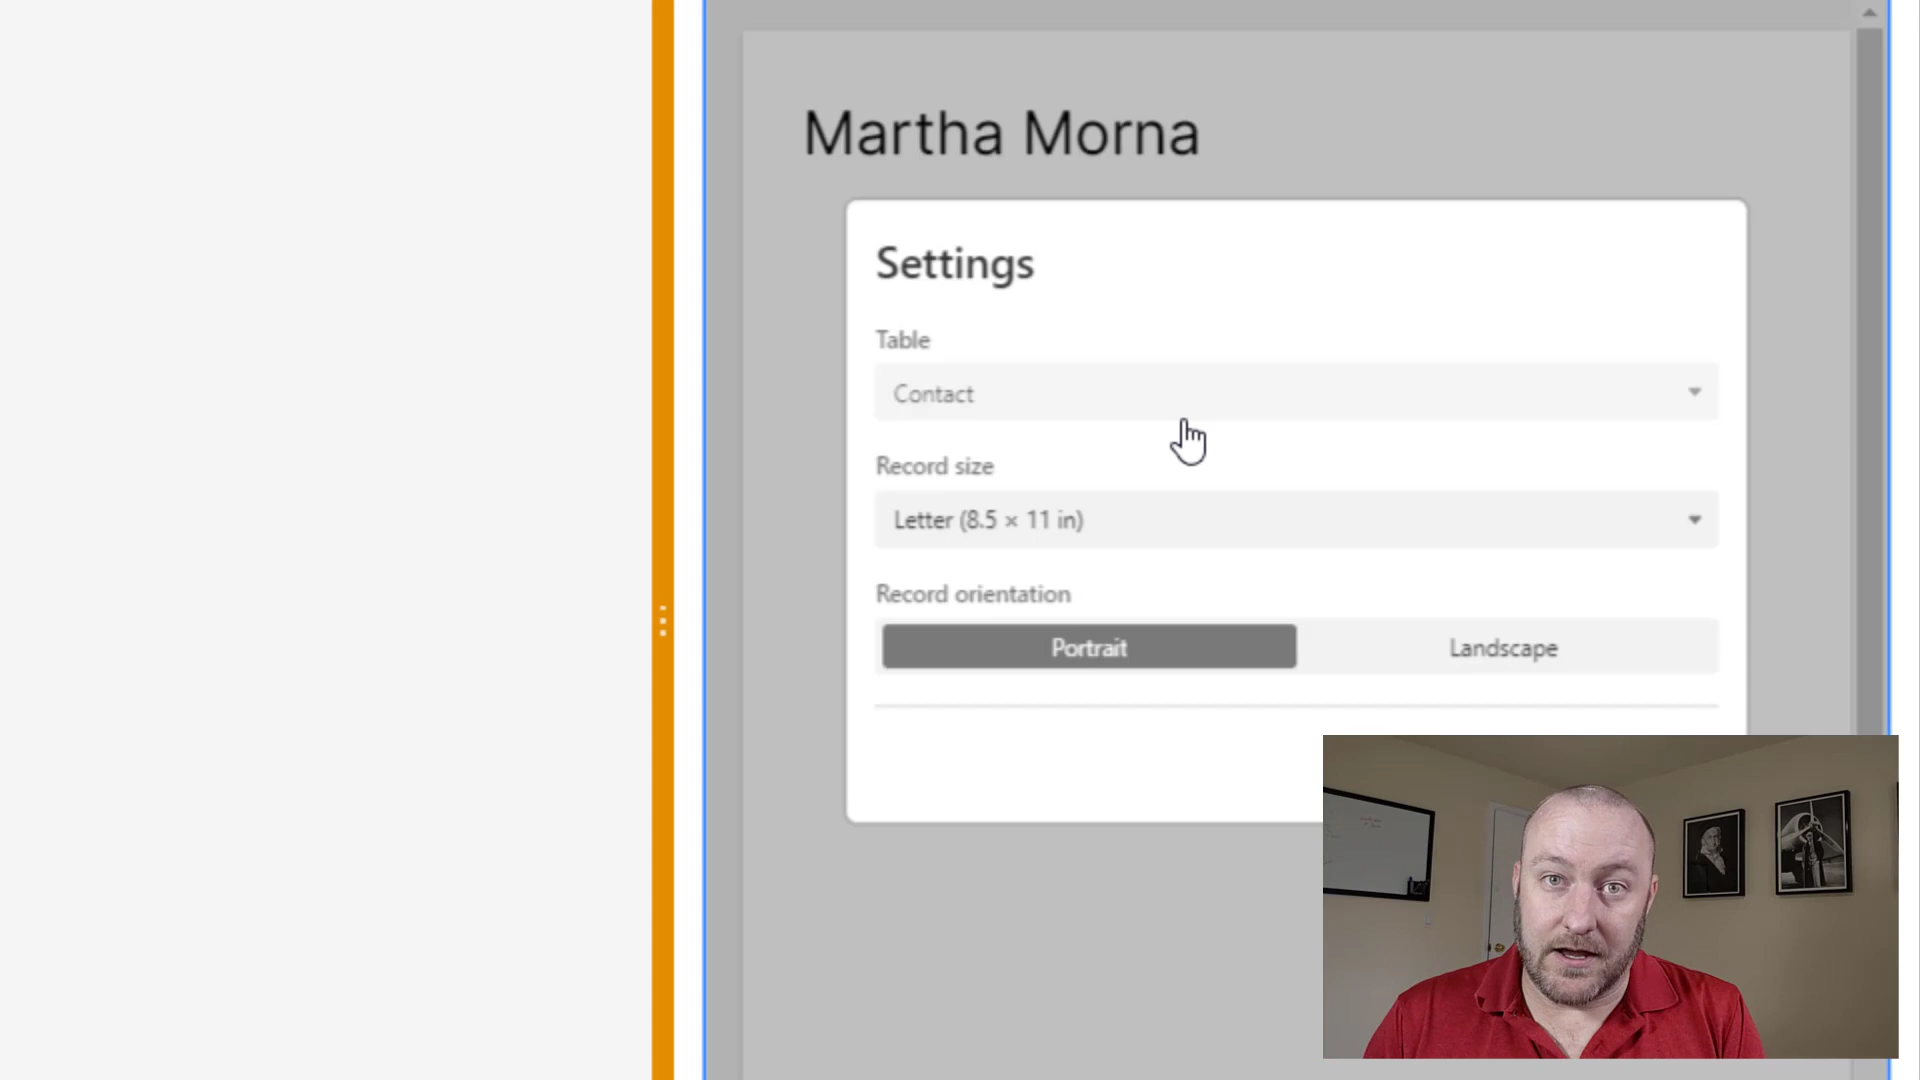 Martha Morna
Settings
Table
Contact
Record size
Letter (8.5 × 11 in)
Record orientation
Portrait
Landscape